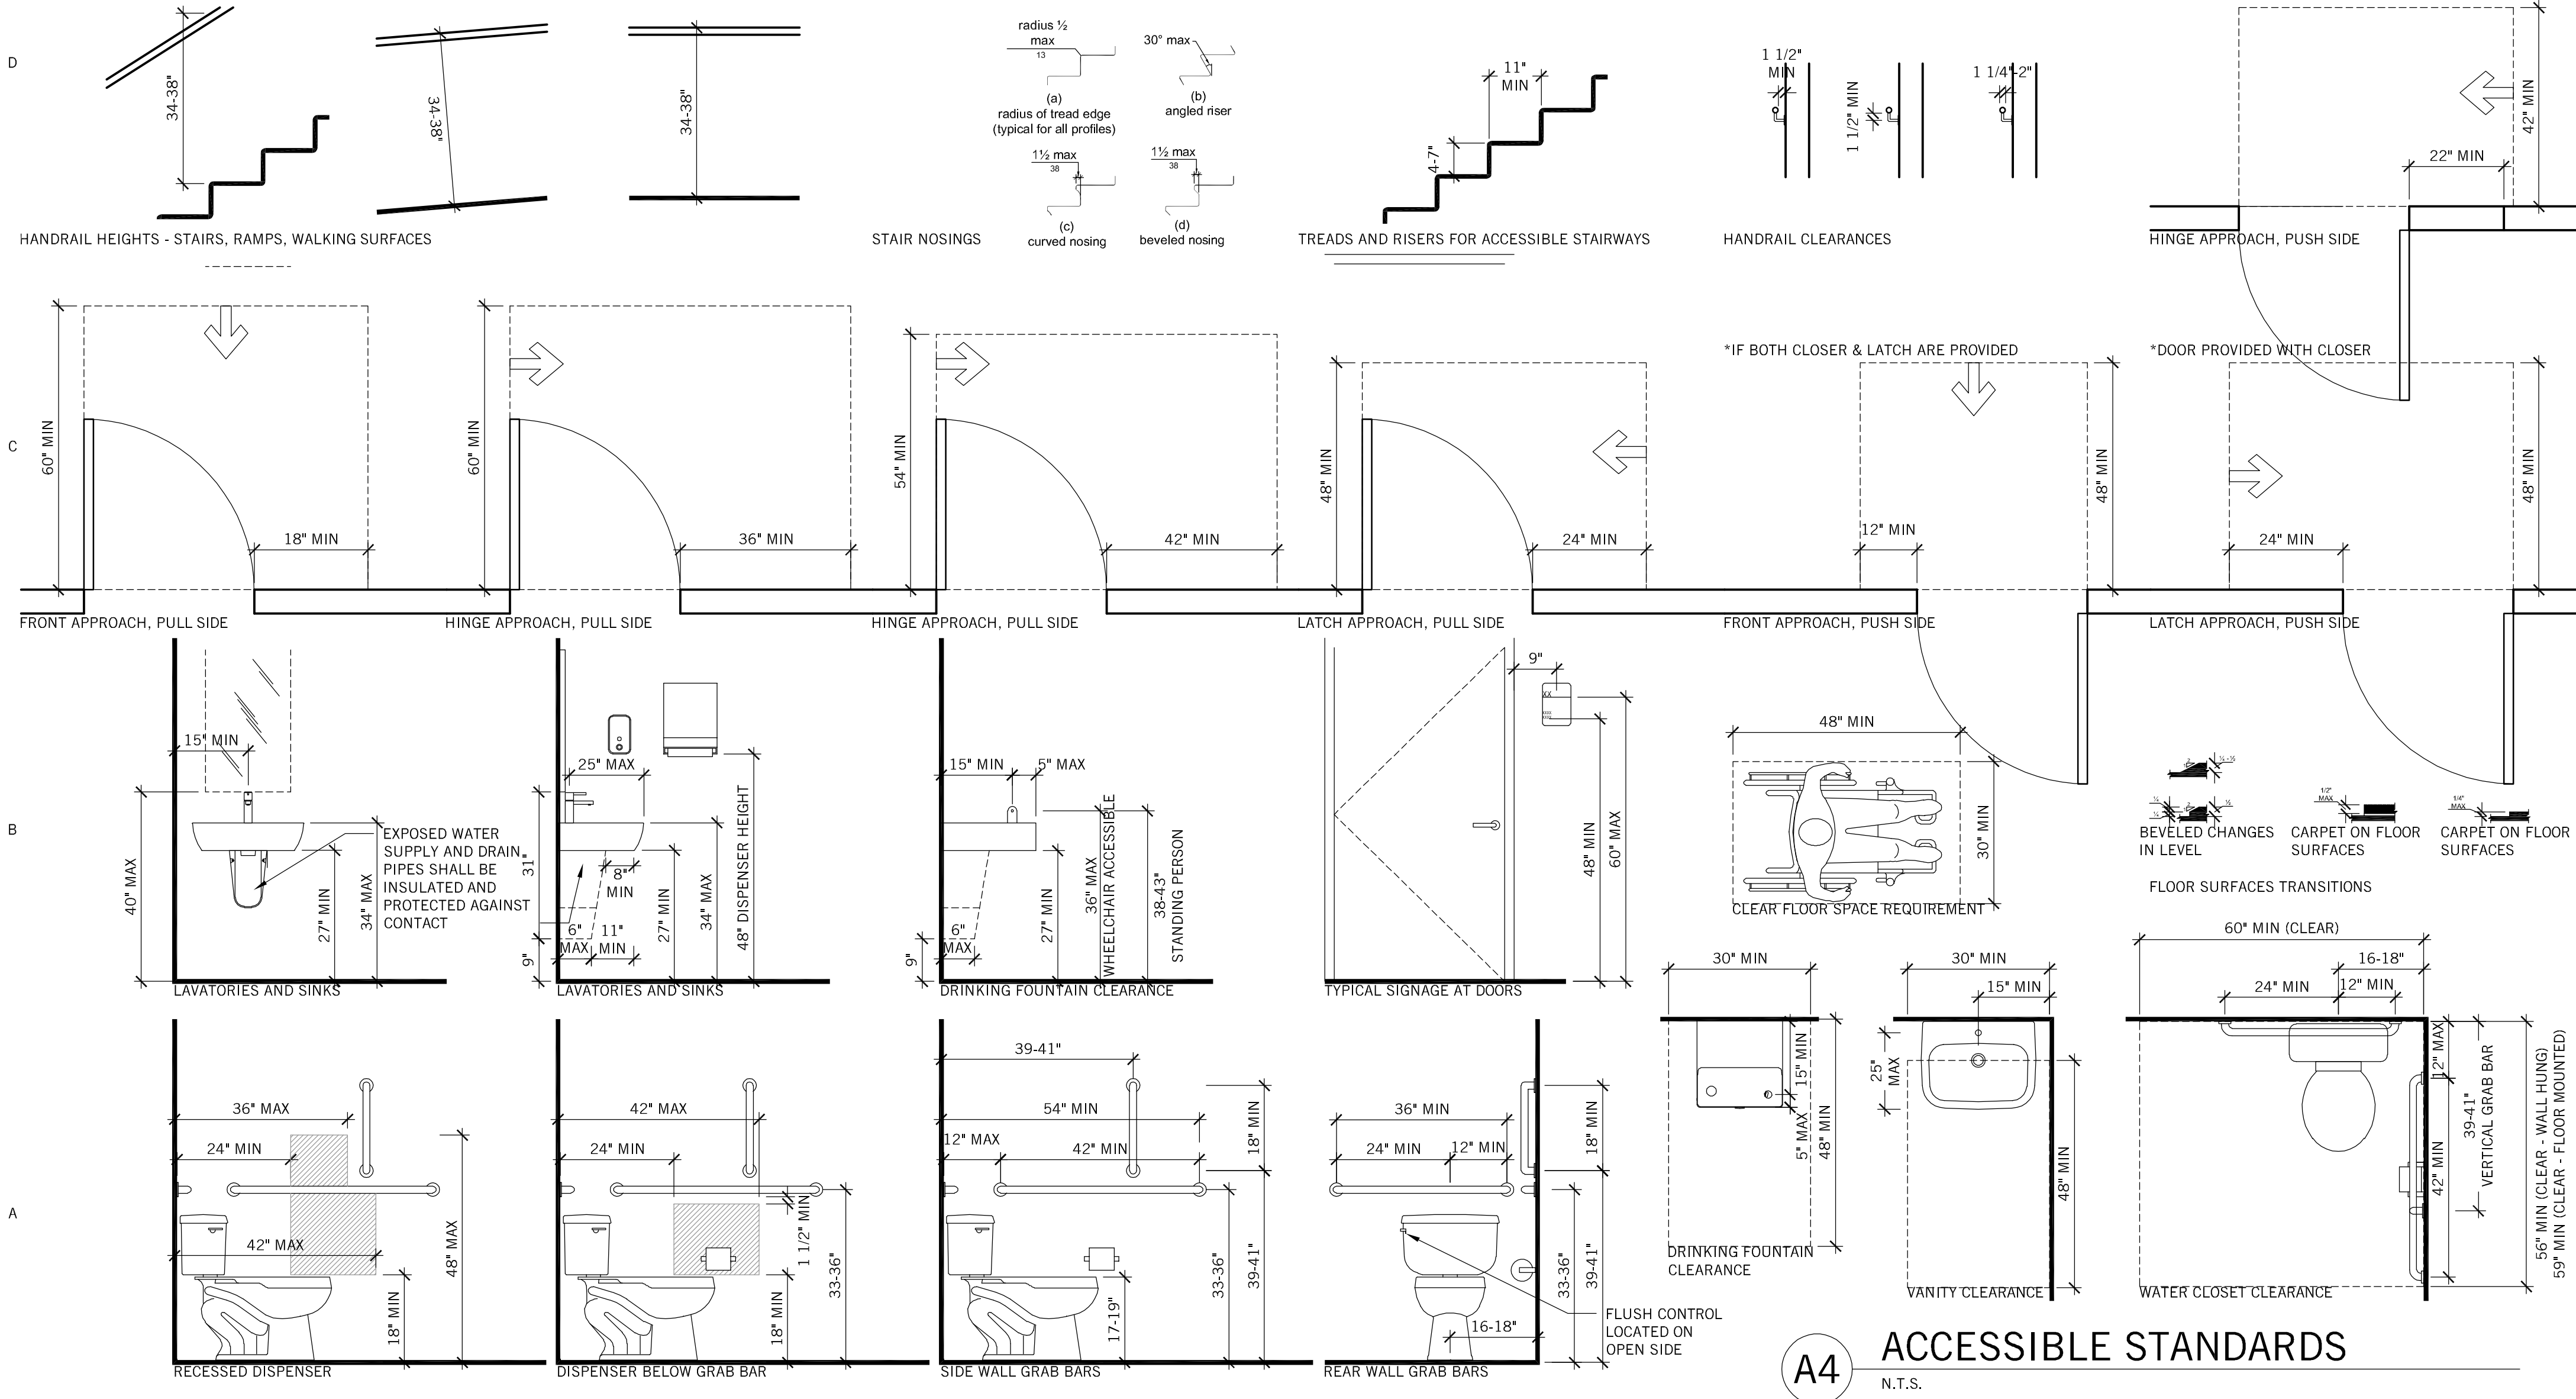 D
34-38"
34-38"
34-38"
HANDRAIL HEIGHTS - STAIRS, RAMPS, WALKING SURFACES
radius ½
max
13
(a)
radius of tread edge
(typical for all profiles)
30° max
(b)
angled riser
1½ max
38
(c)
curved nosing
1½ max
38
(d)
beveled nosing
STAIR NOSINGS
11"
MIN
4-7"
TREADS AND RISERS FOR ACCESSIBLE STAIRWAYS
1 1/2"
MIN
1 1/2" MIN
1 1/4"-2"
HANDRAIL CLEARANCES
42" MIN
22" MIN
HINGE APPROACH, PUSH SIDE
*DOOR PROVIDED WITH CLOSER
C
60" MIN
18" MIN
FRONT APPROACH, PULL SIDE
60" MIN
36" MIN
HINGE APPROACH, PULL SIDE
54" MIN
42" MIN
HINGE APPROACH, PULL SIDE
48" MIN
24" MIN
LATCH APPROACH, PULL SIDE
*IF BOTH CLOSER & LATCH ARE PROVIDED
12" MIN
48" MIN
FRONT APPROACH, PUSH SIDE
24" MIN
48" MIN
LATCH APPROACH, PUSH SIDE
B
15" MIN
40" MAX
27" MIN
34" MAX
EXPOSED WATER
SUPPLY AND DRAIN
PIPES SHALL BE
INSULATED AND
PROTECTED AGAINST
CONTACT
LAVATORIES AND SINKS
25" MAX
31"
9"
8"
MIN
6"
MAX
11"
MIN
27" MIN
34" MAX
48" DISPENSER HEIGHT
LAVATORIES AND SINKS
15" MIN
5" MAX
9"
6"
MAX
27" MIN
36" MAX
WHEELCHAIR ACCESSIBLE
38-43"
STANDING PERSON
DRINKING FOUNTAIN CLEARANCE
9"
XX
XXXX
XXXX
48" MIN
60" MAX
TYPICAL SIGNAGE AT DOORS
48" MIN
30" MIN
CLEAR FLOOR SPACE REQUIREMENT
BEVELED CHANGES
IN LEVEL
1/2"
MAX
CARPET ON FLOOR
SURFACES
1/4"
MAX
CARPET ON FLOOR
SURFACES
FLOOR SURFACES TRANSITIONS
A
36" MAX
24" MIN
42" MAX
18" MIN
48" MAX
RECESSED DISPENSER
42" MAX
24" MIN
1 1/2" MIN
18" MIN
33-36"
DISPENSER BELOW GRAB BAR
39-41"
54" MIN
12" MAX
42" MIN
18" MIN
17-19"
33-36"
39-41"
SIDE WALL GRAB BARS
36" MIN
24" MIN
12" MIN
18" MIN
33-36"
39-41"
16-18"
FLUSH CONTROL
LOCATED ON
OPEN SIDE
REAR WALL GRAB BARS
30" MIN
15" MIN
5" MAX
48" MIN
DRINKING FOUNTAIN
CLEARANCE
30" MIN
15" MIN
25"
MAX
48" MIN
VANITY CLEARANCE
60" MIN (CLEAR)
16-18"
24" MIN
12" MIN
12" MAX
42" MIN
39-41"
VERTICAL GRAB BAR
56" MIN (CLEAR - WALL HUNG)
59" MIN (CLEAR - FLOOR MOUNTED)
WATER CLOSET CLEARANCE
A4
ACCESSIBLE STANDARDS
N.T.S.